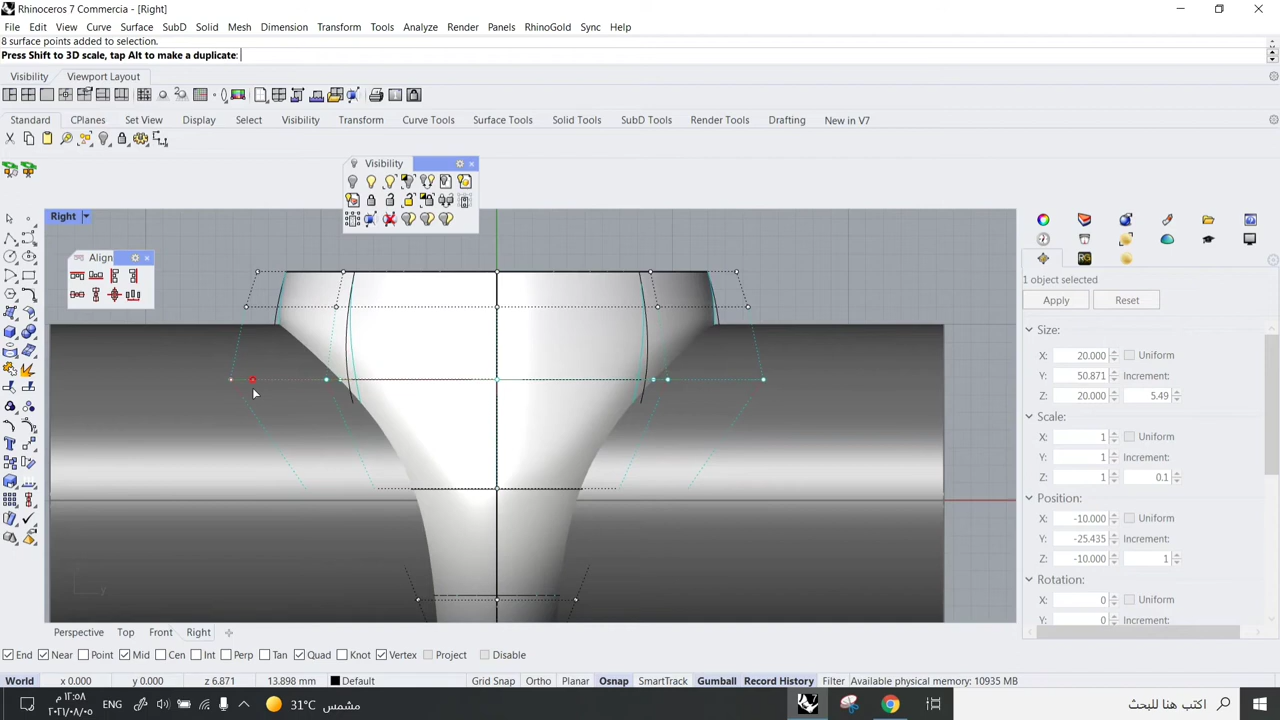 Rhinoceros 7 Commercia - [Right]
File Edit View Curve Surface SubD Solid Mesh Dimension Transform Tools Analyze Render Panels RhinoGold Sync Help
8 surface points added to selection.
Press Shift to 3D scale, tap Alt to make a duplicate:
Visibility Viewport Layout
Standard CPlanes Set View Display Select Visibility Transform Curve Tools Surface Tools Solid Tools SubD Tools Render Tools Drafting New in V7
Visibility
Right
Align
1 object selected
Apply Reset
Size:
X: 20.000 Uniform
Y: 50.871 Increment:
Z: 20.000 5.49
Scale:
X: 1 Uniform
Y: 1 Increment:
Z: 1 0.1
Position:
X: -10.000 Uniform
Y: -25.435 Increment:
Z: -10.000 1
Rotation:
X: 0 Uniform
Y: 0 Increment:
z y
Perspective Top Front Right
End Near Point Mid Cen Int Perp Tan Quad Knot Vertex Project Disable
World x 0.000 y 0.000 z 6.871 13.898 mm Default Grid Snap Ortho Planar Osnap SmartTrack Gumball Record History Filter Available physical memory: 10935 MB
١٢:٥٨ م
٢٠٢١/٠٨/٠٢
ENG
31°C مشمس
اكتب هنا للبحث